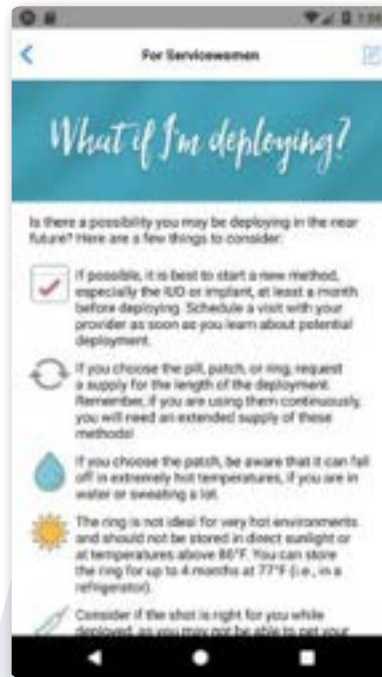 For Servicewomen
What if I'm deploying?
Is there a possibility you may be deploying in the near
future? Here are a few things to consider:
If possible, it is best to start a new method,
especially the IUD or implant, at least a month
before deploying. Schedule a visit with your
provider as soon as you learn about potential
deployment.
If you choose the pill, patch, or ring, request
a supply for the length of the deployment.
Remember, if you are using them continuously,
you will need an extended supply of these
methods!
If you choose the patch, be aware that it can fall
off in extremely hot temperatures, if you are in
water or sweating a lot.
The ring is not ideal for very hot environments
and should not be stored in direct sunlight or
at temperatures above 86°F. You can store
the ring for up to 4 months at 77°F (i.e., in a
refrigerator).
Consider if the shot is right for you while
deployed, as you may not be able to get your